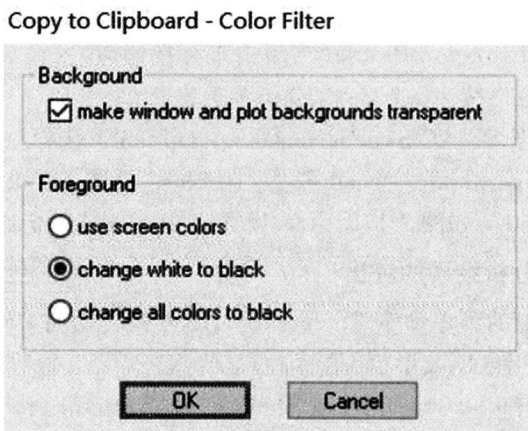 Copy to Clipboard - Color Filter
Background
make window and plot backgrounds transparent
Foreground
use screen colors
change white to black
change all colors to black
OK Cancel